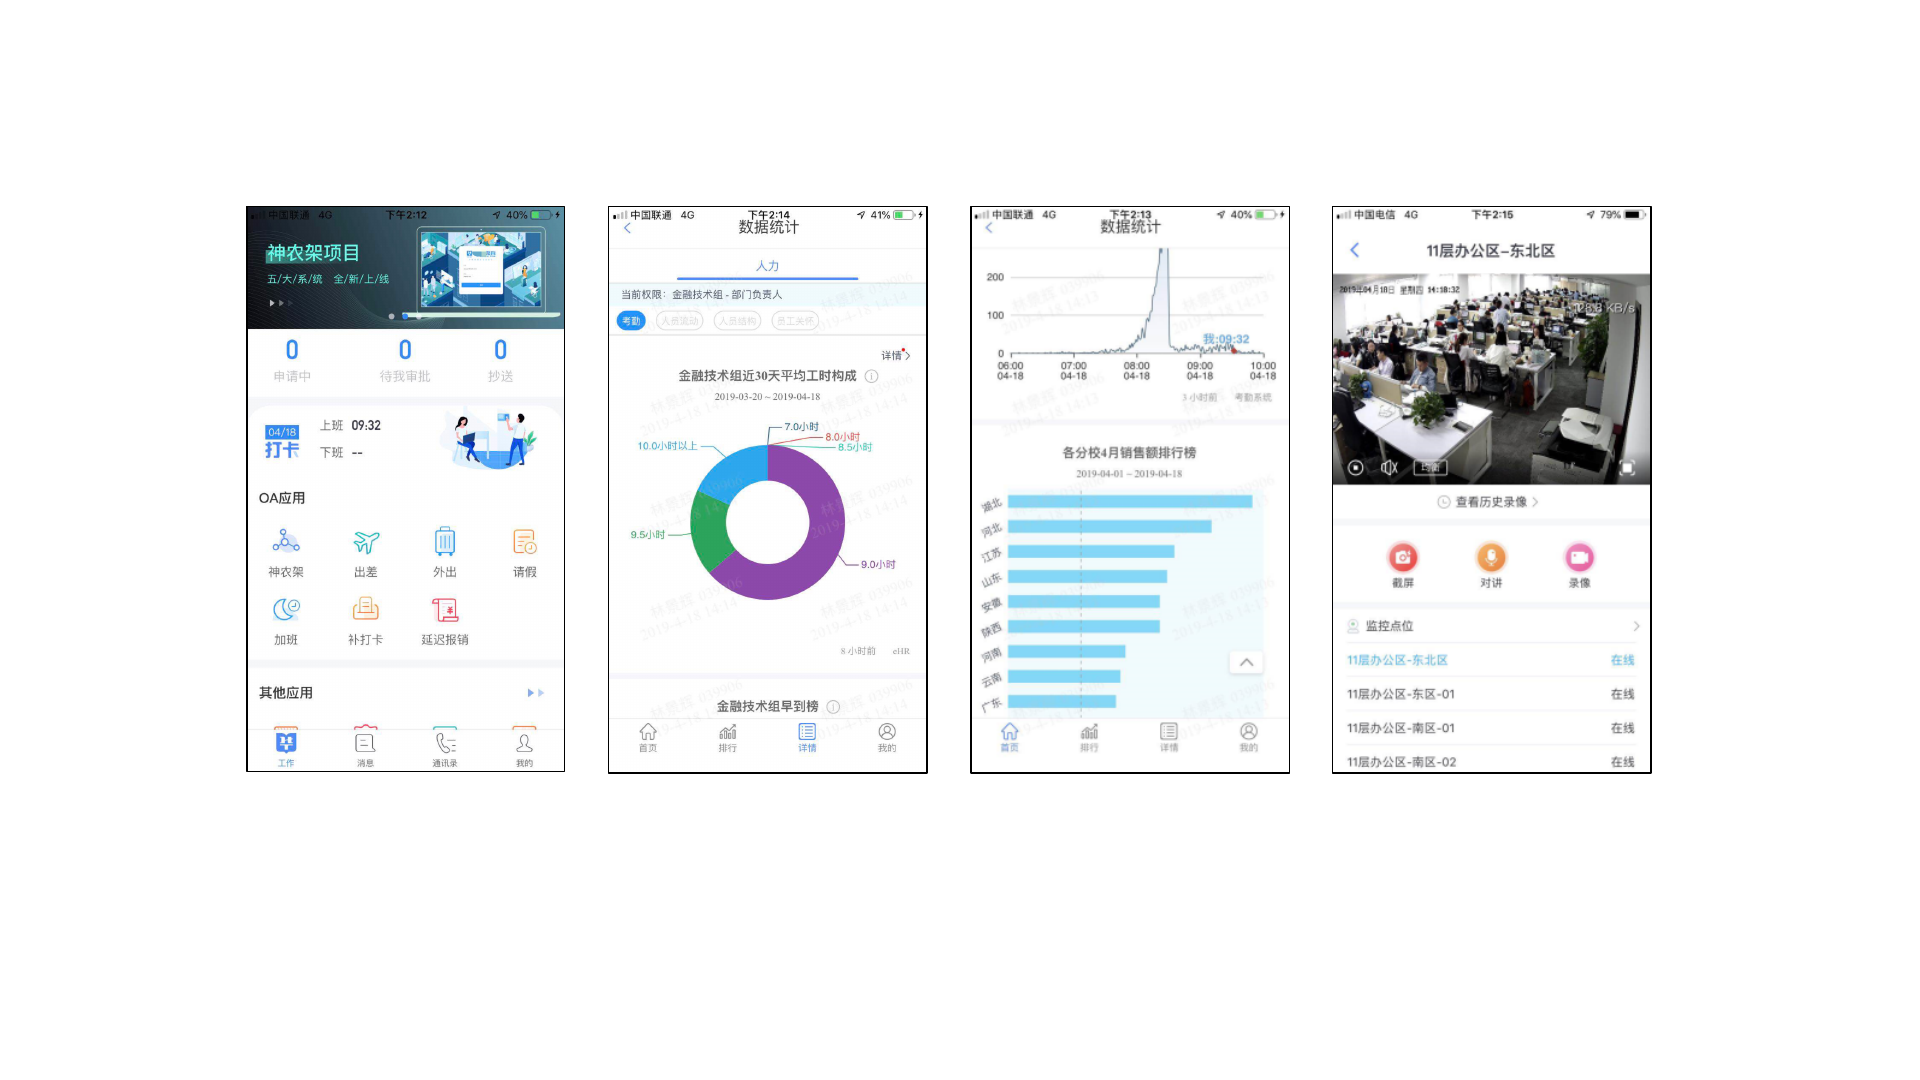 中国联通 4G 下午2:12 40%
神农架项目
五/大/系/统 全/新/上/线
0 0 0
申请中 待我审批 抄送
04/18
打卡
上班 09:32
下班 --
OA应用
神农架 出差 外出 请假
加班 补打卡 延迟报销
其他应用
工作 消息 通讯录 我的
中国联通 4G 下午2:14 41%
数据统计
人力
当前权限：金融技术组 - 部门负责人
考勤 人员流动 人员结构 员工关怀
详情
金融技术组近30天平均工时构成
2019-03-20 ~ 2019-04-18
7.0小时
8.0小时
10.0小时以上
8.5小时
9.5小时
9.0小时
8 小时前 eHR
金融技术组早到榜
首页 排行 详情 我的
中国联通 4G 下午2:13 40%
数据统计
200
100
我:09:32
0
06:00 07:00 08:00 09:00 10:00
04-18 04-18 04-18 04-18 04-18
3 小时前 考勤系统
各分校4月销售额排行榜
2019-04-01 ~ 2019-04-18
湖北
河北
江苏
山东
安徽
陕西
河南
云南
广东
首页 排行 详情 我的
中国电信 4G 下午2:15 79%
11层办公区-东北区
2019年04月18日 星期四 14:18:32
KB/s
均衡
查看历史录像
截屏 对讲 录像
监控点位
11层办公区-东北区 在线
11层办公区-东区-01 在线
11层办公区-南区-01 在线
11层办公区-南区-02 在线